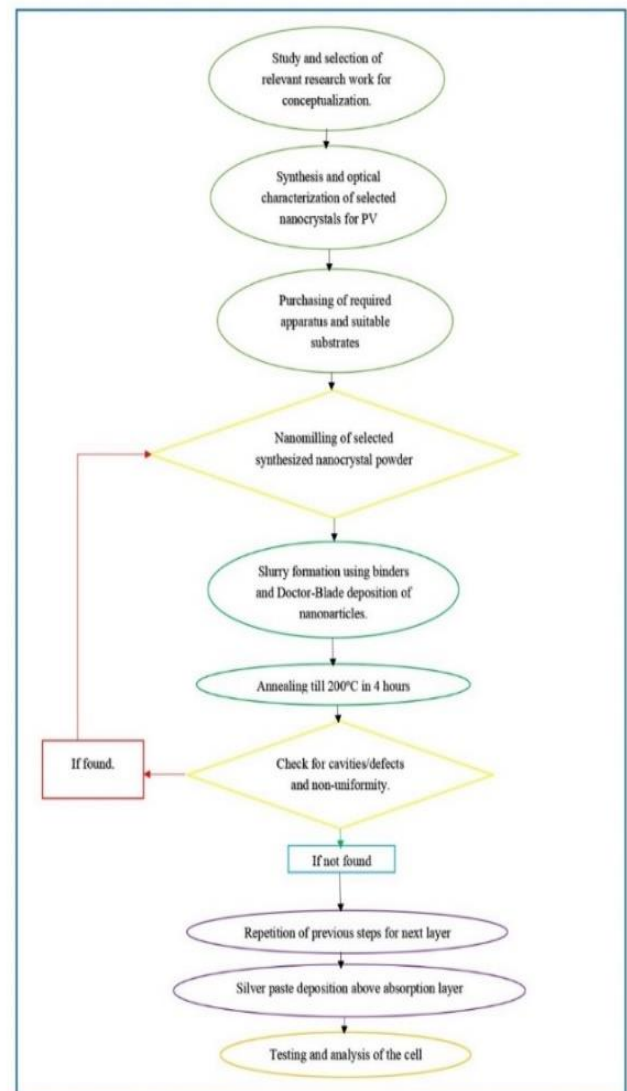 Study and selection of
relevant research work for
conceptualization.
Synthesis and optical
characterization of selected
nanocrystals for PV
Purchasing of required
apparatus and suitable
substrates
Nanomilling of selected
synthesized nanocrystal powder
Slurry formation using binders
and Doctor-Blade deposition of
nanoparticles.
Annealing till 200°C in 4 hours
Check for cavities/defects
and non-uniformity.
If found.
If not found
Repetition of previous steps for next layer
Silver paste deposition above absorption layer
Testing and analysis of the cell